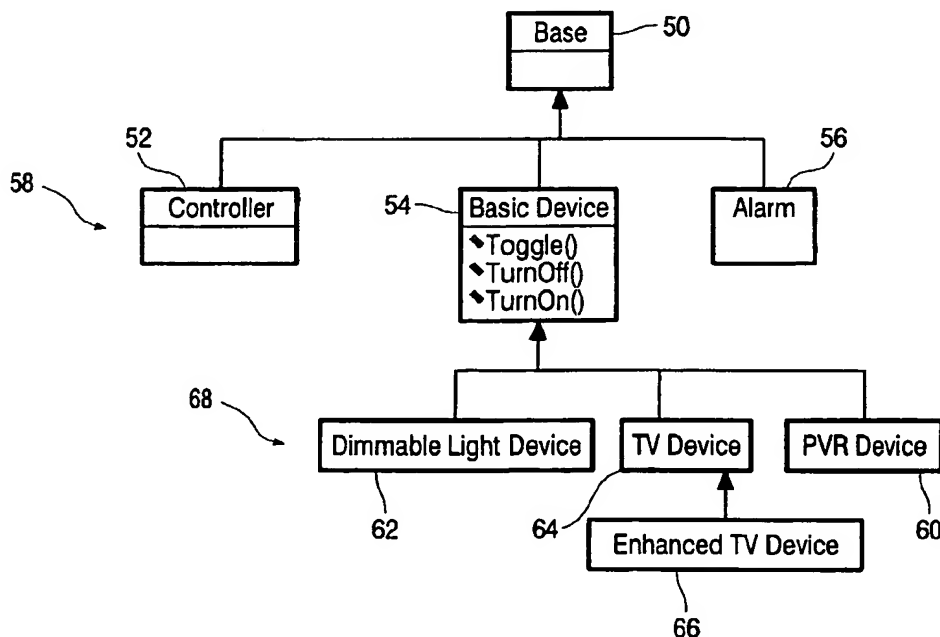 Base
50
52
56
58
Controller
54
Basic Device
Alarm
Toggle()
TurnOff()
TurnOn()
68
Dimmable Light Device
TV Device
PVR Device
62
64
60
Enhanced TV Device
66